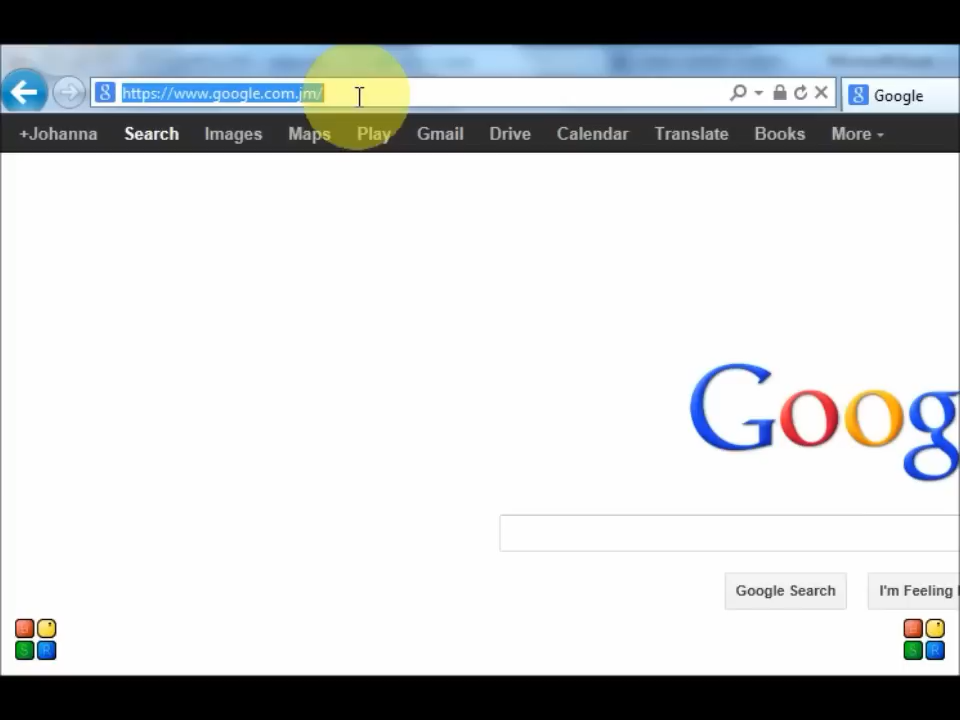 https://www.google.com.jm/
Google
+Johanna Search Images Maps Play Gmail Drive Calendar Translate Books More
Goog
Google Search
I'm Feeling